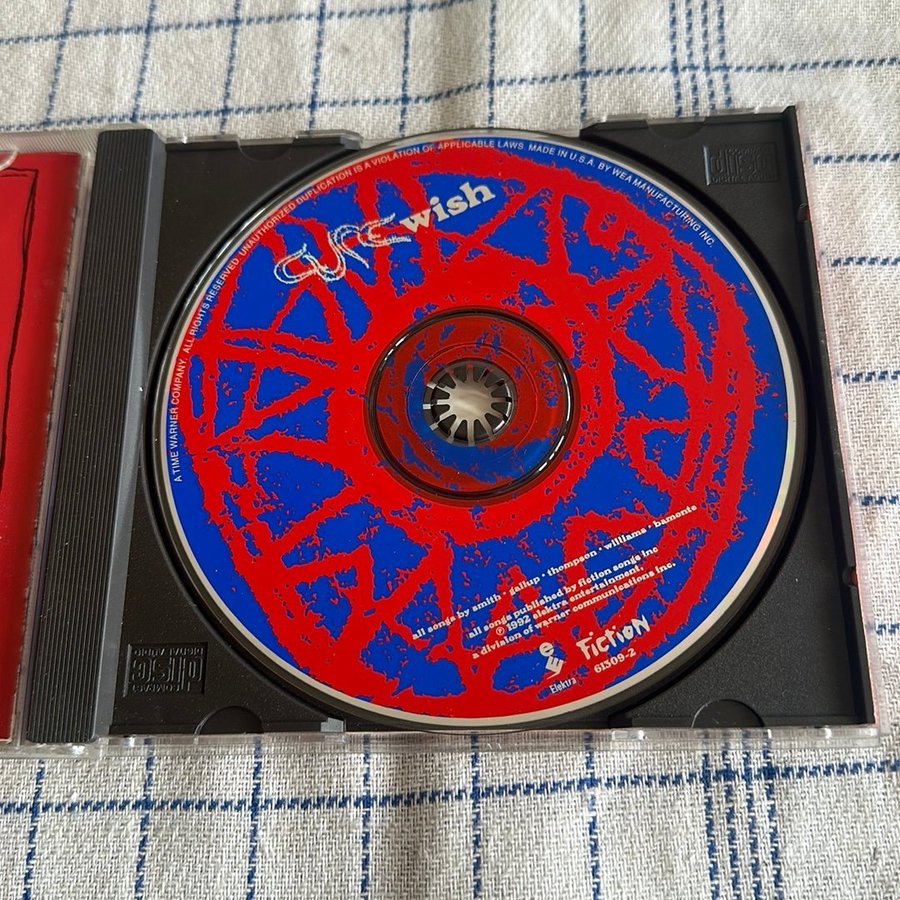 A TIME WARNER COMPANY. ALL RIGHTS RESERVED. UNAUTHORIZED DUPLICATION IS A VIOLATION OF APPLICABLE LAWS. MADE IN U.S.A. BY WEA MANUFACTURING INC.
CURE wish
all songs by smith · gallup · thompson · williams · bamonte
all songs published by fiction songs inc
℗ 1992 elektra entertainment,
a division of warner communications inc.
e
Elektra
Fiction
61309-2
COMPACT
disc
DIGITAL AUDIO
COMPACT
disc
DIGITAL AUDIO